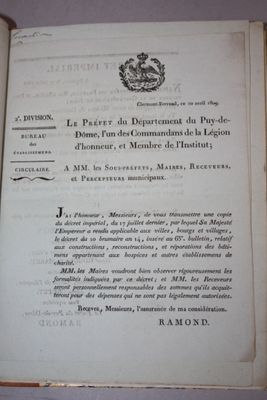 Clermont-Ferrand, ce 10 avril 1809.
2e. DIVISION.
BUREAU
DES
ÉTABLISSEMENS.
CIRCULAIRE.
LE PRÉFET du Département du Puy-de-
Dôme, l'un des Commandans de la Légion
d'honneur, et Membre de l'Institut;
A MM. les SOUS-PRÉFETS, MAIRES, RECEVEURS,
et PERCEPTEURS municipaux.
J'AI l'honneur, Messieurs, de vous transmettre une copie
du décret impérial, du 17 juillet dernier, par lequel Sa Majesté
l'Empereur a rendu applicable aux villes, bourgs et villages,
le décret du 10 brumaire an 14, inséré au 63e. bulletin, relatif
aux constructions, reconstructions, et réparations des bâti-
mens appartenant aux hospices et autres établissemens de
charité.
MM. les Maires voudront bien observer rigoureusement les
formalités indiquées par ce décret; et MM. les Receveurs
seront personnellement responsables des sommes qu'ils acquit-
teront pour des dépenses qui ne sont pas légalement autorisées.
Recevez, Messieurs, l'assurance de ma considération.
RAMOND.